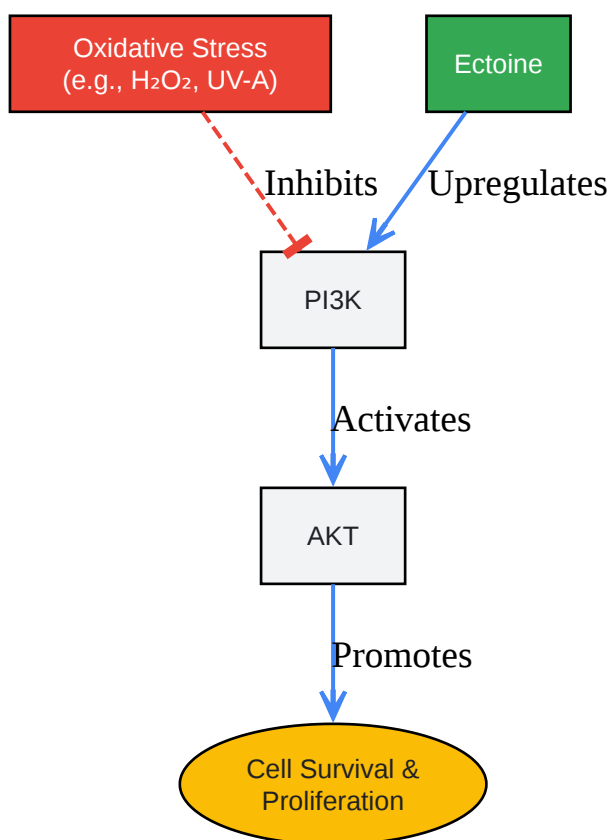 Oxidative Stress
(e.g., H₂O₂, UV-A)
Ectoine
Inhibits
Upregulates
PI3K
Activates
AKT
Promotes
Cell Survival &
Proliferation